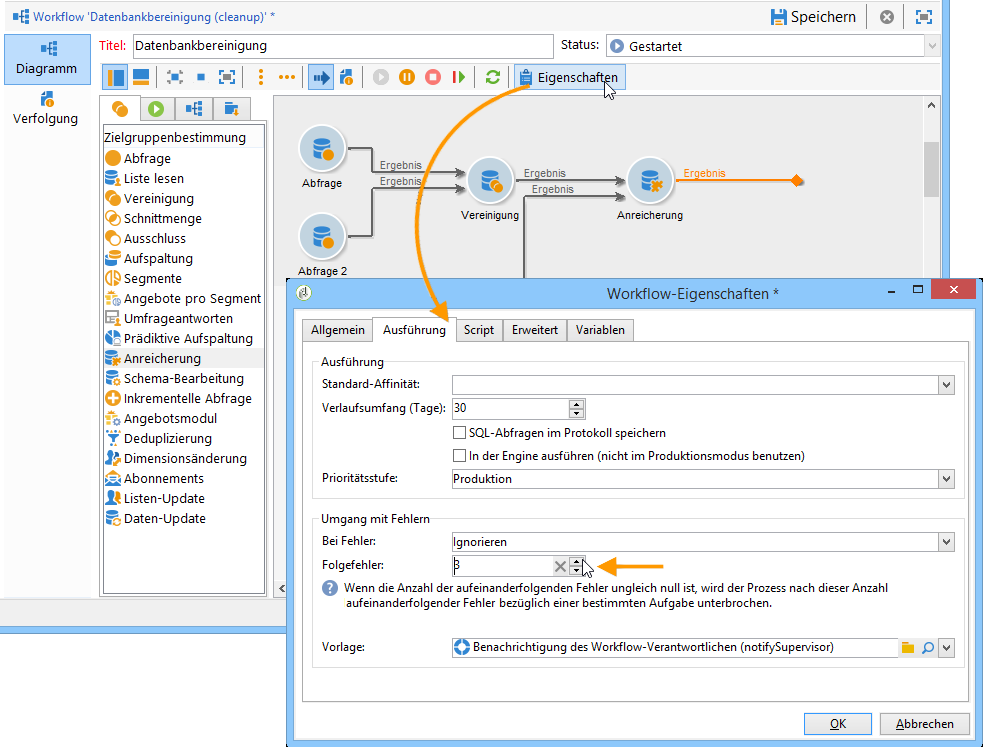 Workflow 'Datenbankbereinigung (cleanup)' *
Speichern
Diagramm
Verfolgung
Titel: Datenbankbereinigung
Status: Gestartet
Eigenschaften
Zielgruppenbestimmung
Abfrage
Liste lesen
Vereinigung
Schnittmenge
Ausschluss
Aufspaltung
Segmente
Angebote pro Segment
Umfrageantworten
Prädiktive Aufspaltung
Anreicherung
Schema-Bearbeitung
Inkrementelle Abfrage
Angebotsmodul
Deduplizierung
Dimensionsänderung
Abonnements
Listen-Update
Daten-Update
Abfrage
Ergebnis
Ergebnis
Abfrage 2
Vereinigung
Ergebnis
Ergebnis
Anreicherung
Ergebnis
Workflow-Eigenschaften *
Allgemein
Ausführung
Script
Erweitert
Variablen
Ausführung
Standard-Affinität:
Verlaufsumfang (Tage): 30
SQL-Abfragen im Protokoll speichern
In der Engine ausführen (nicht im Produktionsmodus benutzen)
Prioritätsstufe: Produktion
Umgang mit Fehlern
Bei Fehler: Ignorieren
Folgefehler: 3
Wenn die Anzahl der aufeinanderfolgenden Fehler ungleich null ist, wird der Prozess nach dieser Anzahl
aufeinanderfolgender Fehler bezüglich einer bestimmten Aufgabe unterbrochen.
Vorlage: Benachrichtigung des Workflow-Verantwortlichen (notifySupervisor)
OK
Abbrechen